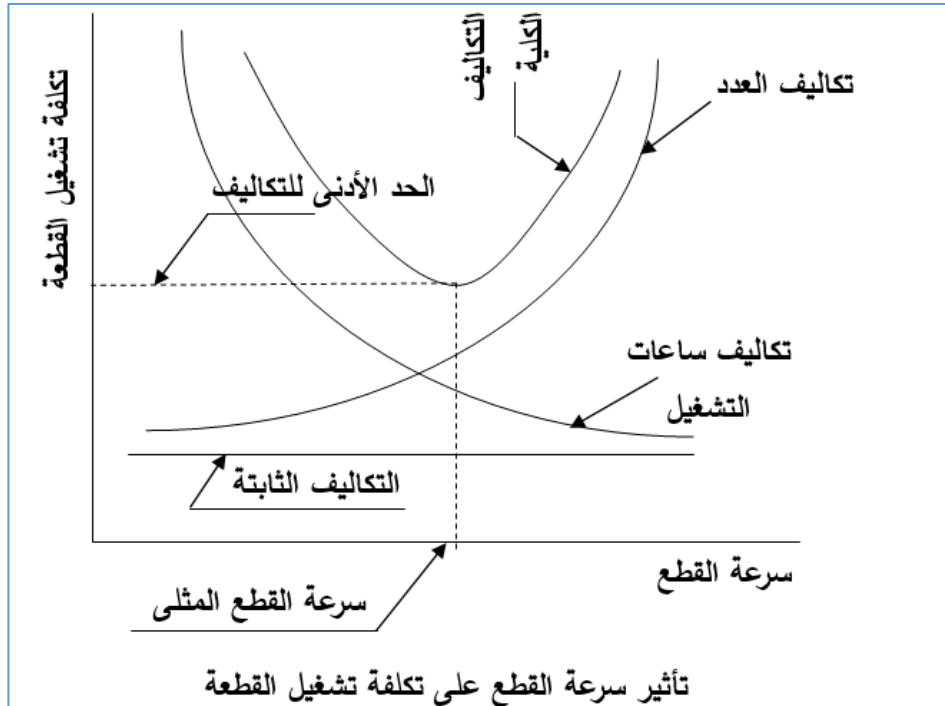 التكاليف
الكلية
تكاليف العدد
تكلفة تشغيل القطعة
الحد الأدنى للتكاليف
تكاليف ساعات
التشغيل
التكاليف الثابتة
سرعة القطع
سرعة القطع المثلى
تأثير سرعة القطع على تكلفة تشغيل القطعة